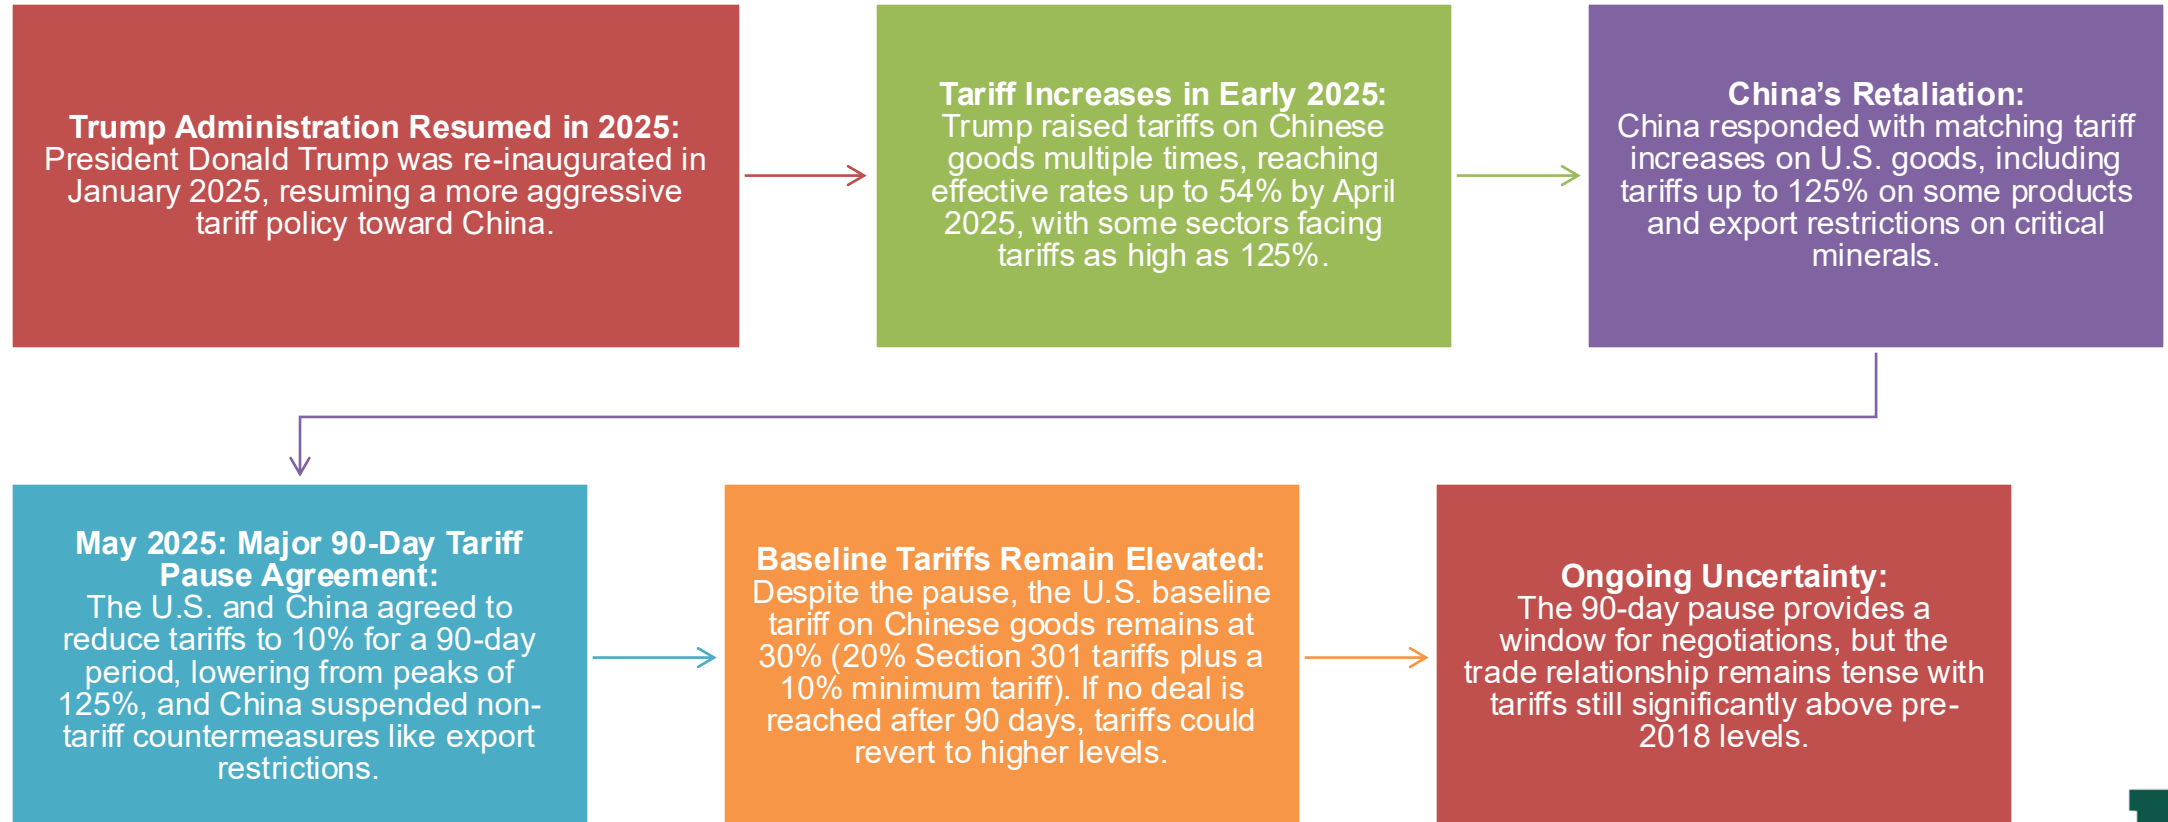 Trump Administration Resumed in 2025:
President Donald Trump was re-inaugurated in
January 2025, resuming a more aggressive
tariff policy toward China.
Tariff Increases in Early 2025:
Trump raised tariffs on Chinese
goods multiple times, reaching
effective rates up to 54% by April
2025, with some sectors facing
tariffs as high as 125%.
China’s Retaliation:
China responded with matching tariff
increases on U.S. goods, including
tariffs up to 125% on some products
and export restrictions on critical
minerals.
May 2025: Major 90-Day Tariff
Pause Agreement:
The U.S. and China agreed to
reduce tariffs to 10% for a 90-day
period, lowering from peaks of
125%, and China suspended non-
tariff countermeasures like export
restrictions.
Baseline Tariffs Remain Elevated:
Despite the pause, the U.S. baseline
tariff on Chinese goods remains at
30% (20% Section 301 tariffs plus a
10% minimum tariff). If no deal is
reached after 90 days, tariffs could
revert to higher levels.
Ongoing Uncertainty:
The 90-day pause provides a
window for negotiations, but the
trade relationship remains tense with
tariffs still significantly above pre-
2018 levels.